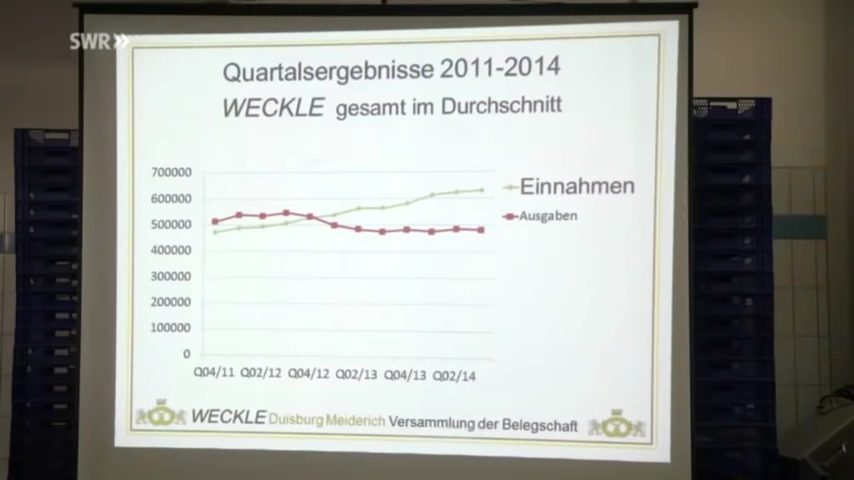 SWR»
Quartalsergebnisse 2011-2014
WECKLE gesamt im Durchschnitt
700000
600000
500000
400000
300000
200000
100000
0
Q04/11 Q02/12 Q04/12 Q02/13 Q04/13 Q02/14
Einnahmen
Ausgaben
WECKLE Duisburg Meiderich Versammlung der Belegschaft